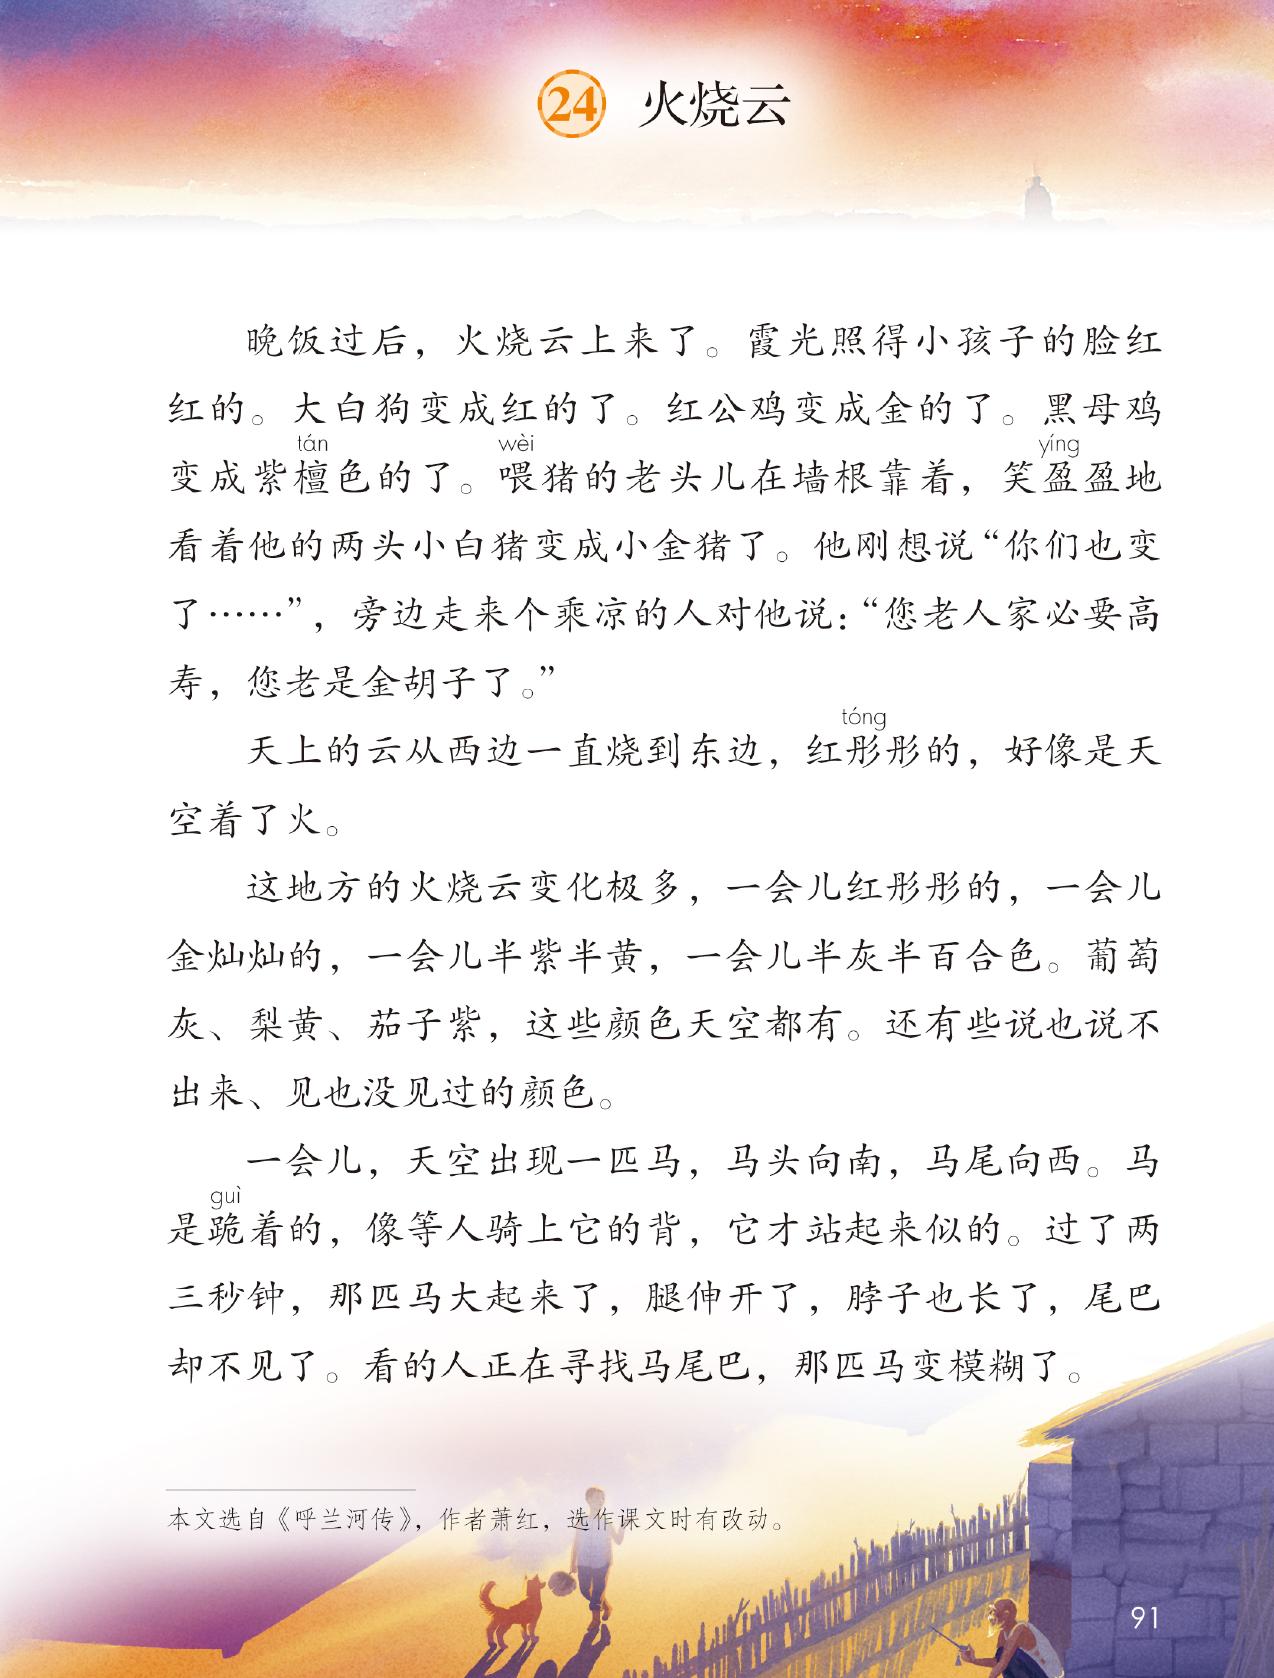 24 火烧云
晚饭过后，火烧云上来了。霞光照得小孩子的脸红
红的。大白狗变成红的了。红公鸡变成金的了。黑母鸡
tán wèi yíng
变成紫檀色的了。喂猪的老头儿在墙根靠着，笑盈盈地
看着他的两头小白猪变成小金猪了。他刚想说“你们也变
了……”，旁边走来个乘凉的人对他说：“您老人家必要高
寿，您老是金胡子了。”
tóng
天上的云从西边一直烧到东边，红彤彤的，好像是天
空着了火。
这地方的火烧云变化极多，一会儿红彤彤的，一会儿
金灿灿的，一会儿半紫半黄，一会儿半灰半百合色。葡萄
灰、梨黄、茄子紫，这些颜色天空都有。还有些说也说不
出来、见也没见过的颜色。
一会儿，天空出现一匹马，马头向南，马尾向西。马
guì
是跪着的，像等人骑上它的背，它才站起来似的。过了两
三秒钟，那匹马大起来了，腿伸开了，脖子也长了，尾巴
却不见了。看的人正在寻找马尾巴，那匹马变模糊了。
本文选自《呼兰河传》，作者萧红，选作课文时有改动。
91